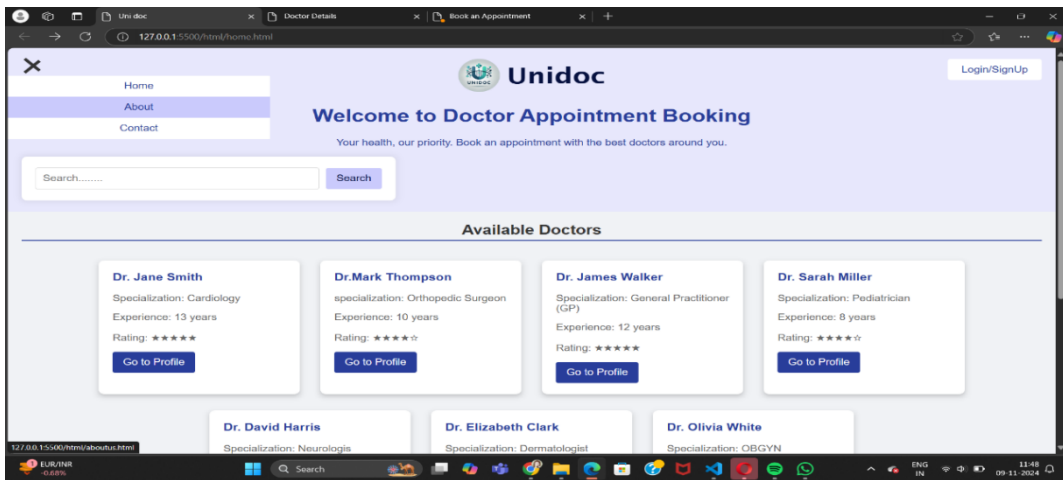 Uni doc
Doctor Details
Book an Appointment
127.0.0.1:5500/html/home.html
Unidoc
UNIDOC
Login/SignUp
Home
About
Contact
Welcome to Doctor Appointment Booking
Your health, our priority. Book an appointment with the best doctors around you.
Search........
Search
Available Doctors
Dr. Jane Smith
Specialization: Cardiology
Experience: 13 years
Rating: ★★★★★
Go to Profile
Dr.Mark Thompson
specialization: Orthopedic Surgeon
Experience: 10 years
Rating: ★★★★☆
Go to Profile
Dr. James Walker
Specialization: General Practitioner
(GP)
Experience: 12 years
Rating: ★★★★★
Go to Profile
Dr. Sarah Miller
Specialization: Pediatrician
Experience: 8 years
Rating: ★★★★☆
Go to Profile
Dr. David Harris
Specialization: Neurologis
Dr. Elizabeth Clark
Specialization: Dermatologist
Dr. Olivia White
Specialization: OBGYN
127.0.0.1:5500/html/aboutus.html
EUR/INR
-0.68%
Search
ENG
IN
11:48
09-11-2024